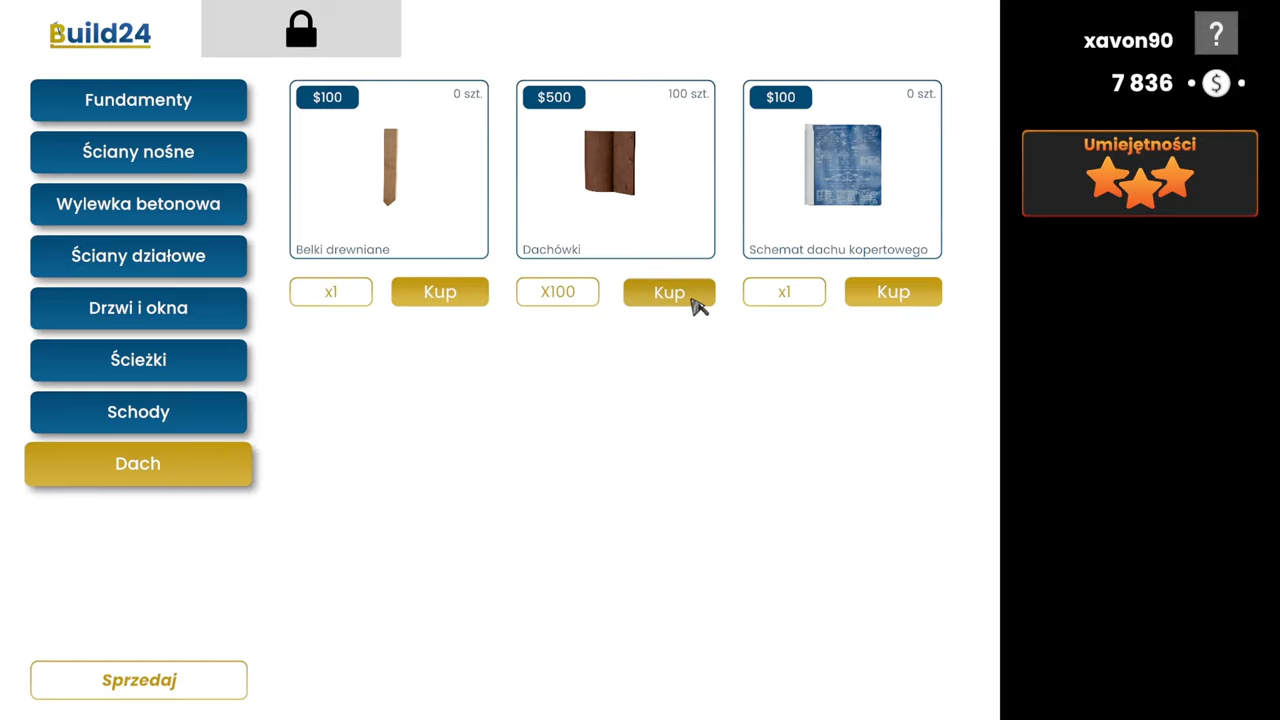 Build24
Fundamenty
Ściany nośne
Wylewka betonowa
Ściany działowe
Drzwi i okna
Ścieżki
Schody
Dach
Sprzedaj
$100
0 szt.
Belki drewniane
x1
Kup
$500
100 szt.
Dachówki
X100
Kup
$100
0 szt.
Schemat dachu kopertowego
x1
Kup
xavon90
?
7 836
$
Umiejętności